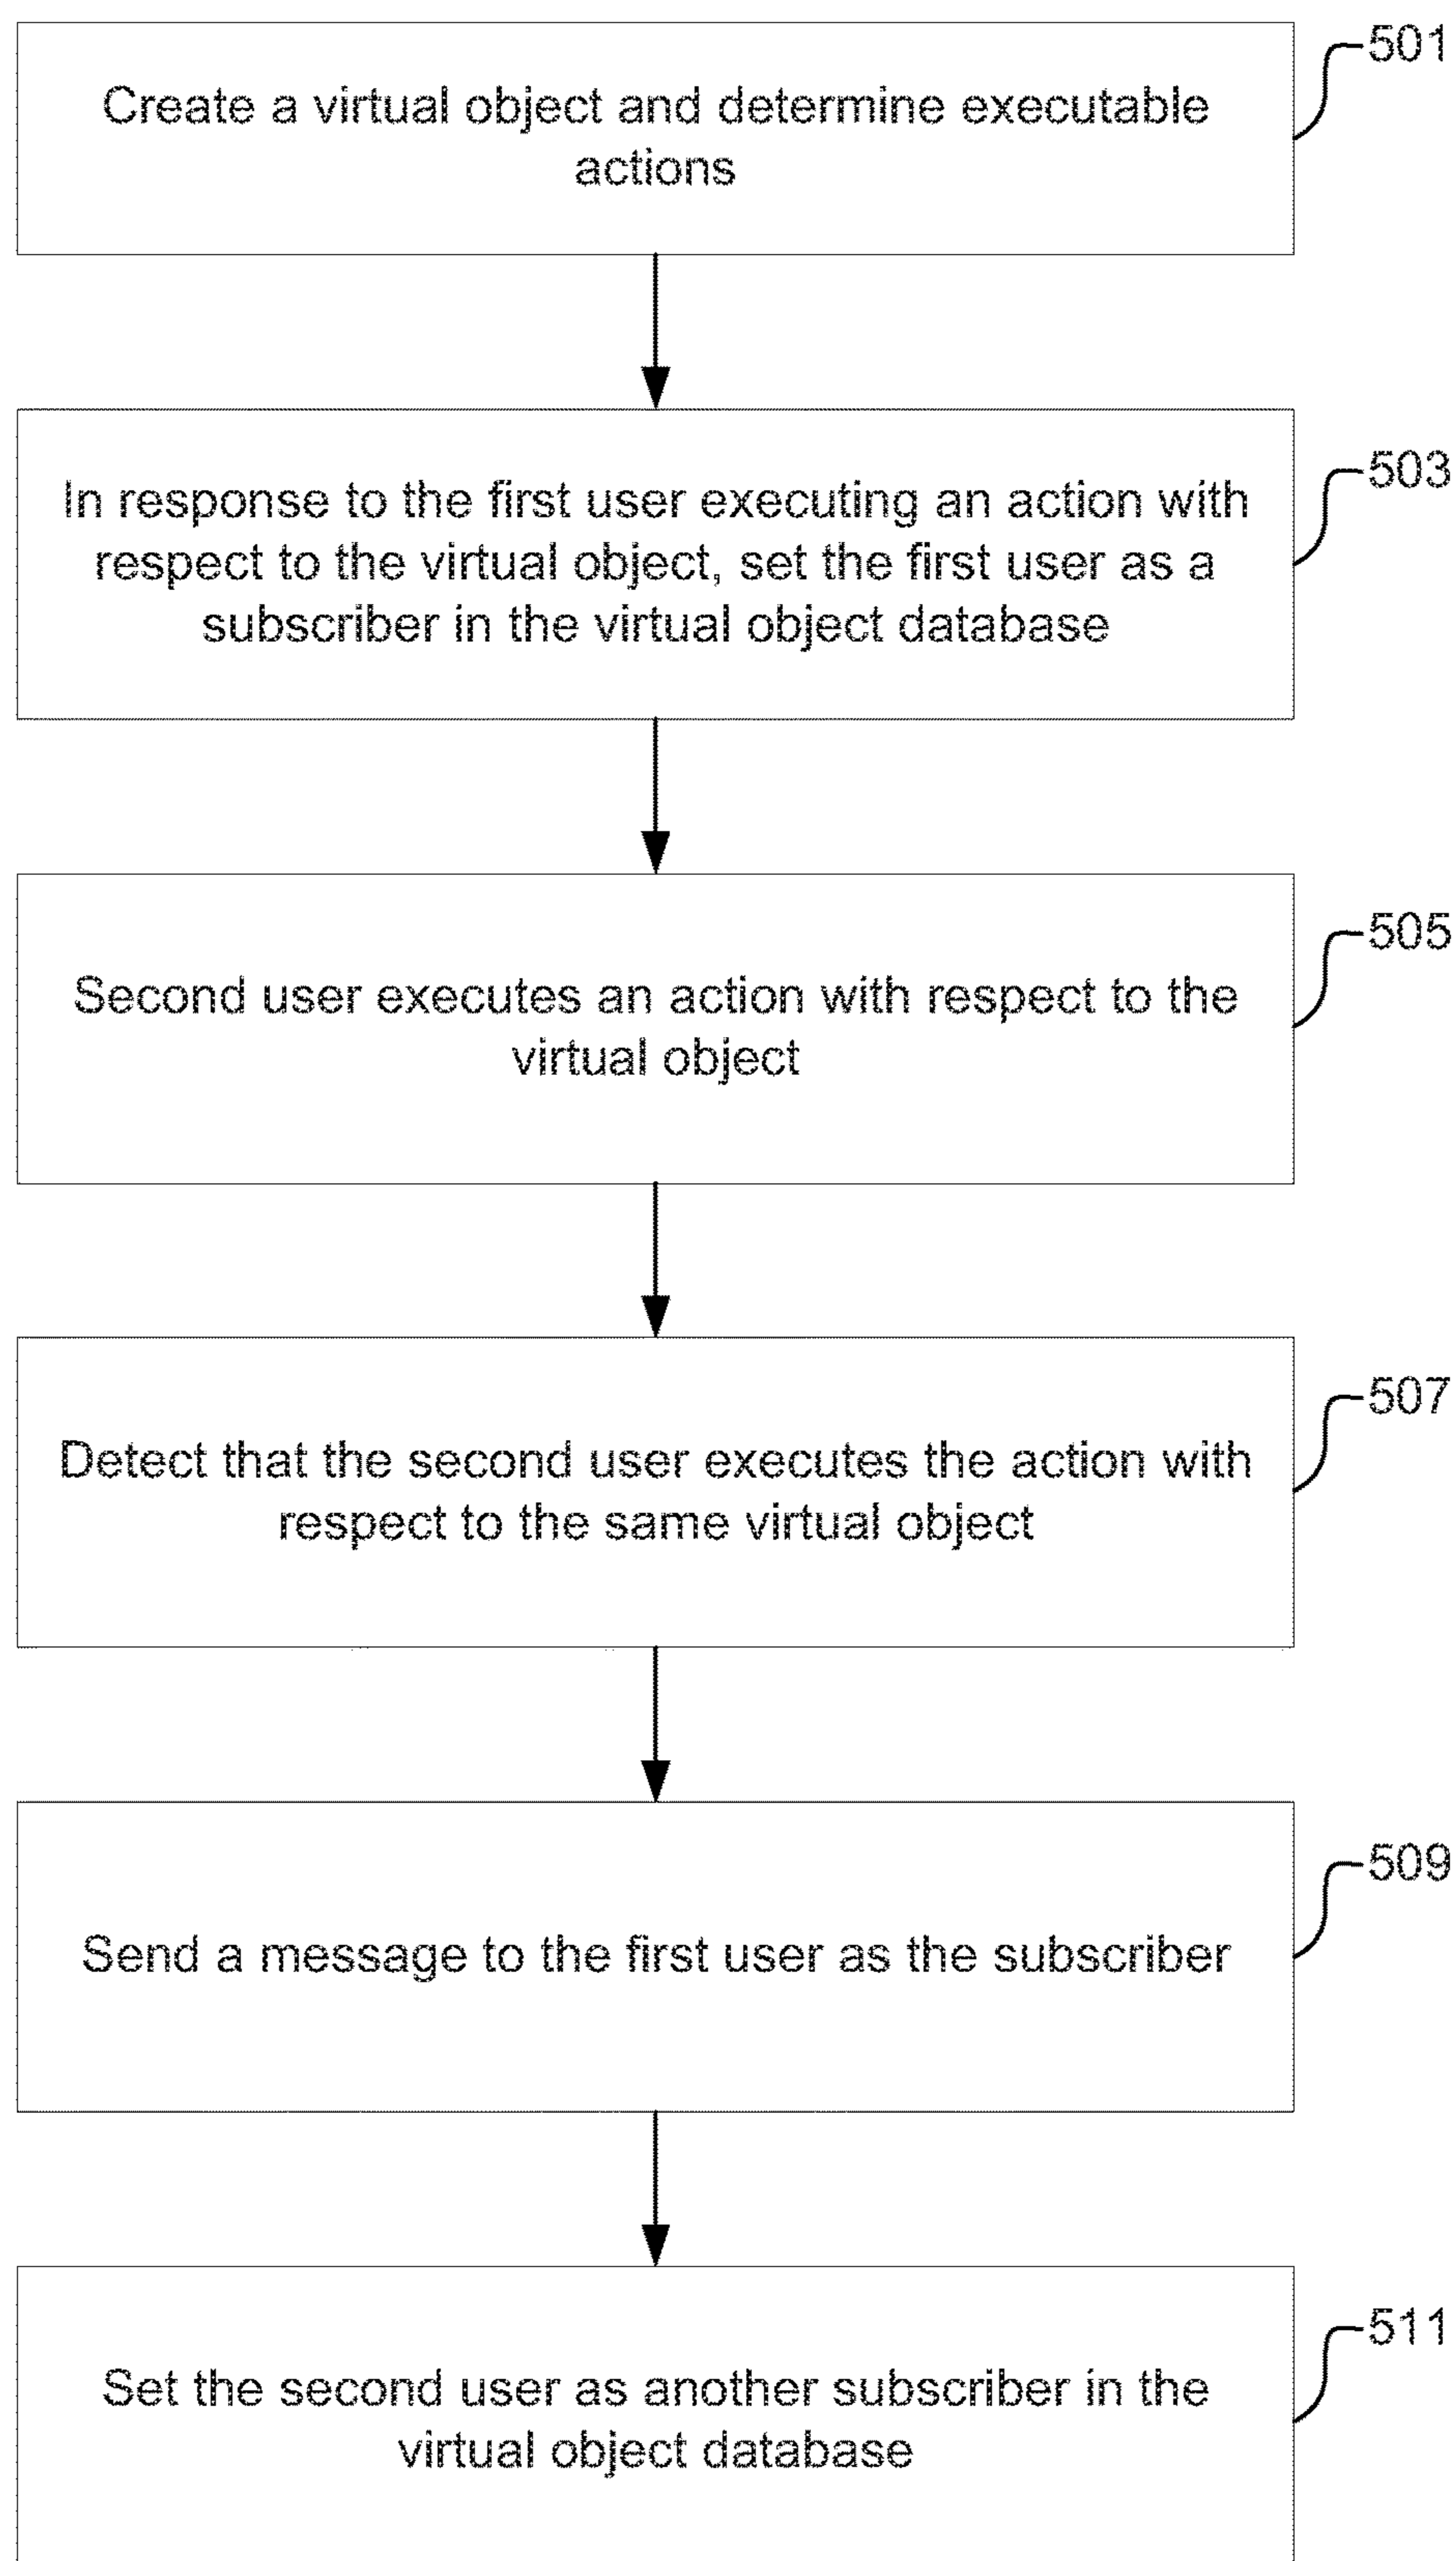 501
Create a virtual object and determine executable
actions
503
In response to the first user executing an action with
respect to the virtual object, set the first user as a
subscriber in the virtual object database
505
Second user executes an action with respect to the
virtual object
507
Detect that the second user executes the action with
respect to the same virtual object
509
Send a message to the first user as the subscriber
511
Set the second user as another subscriber in the
virtual object database